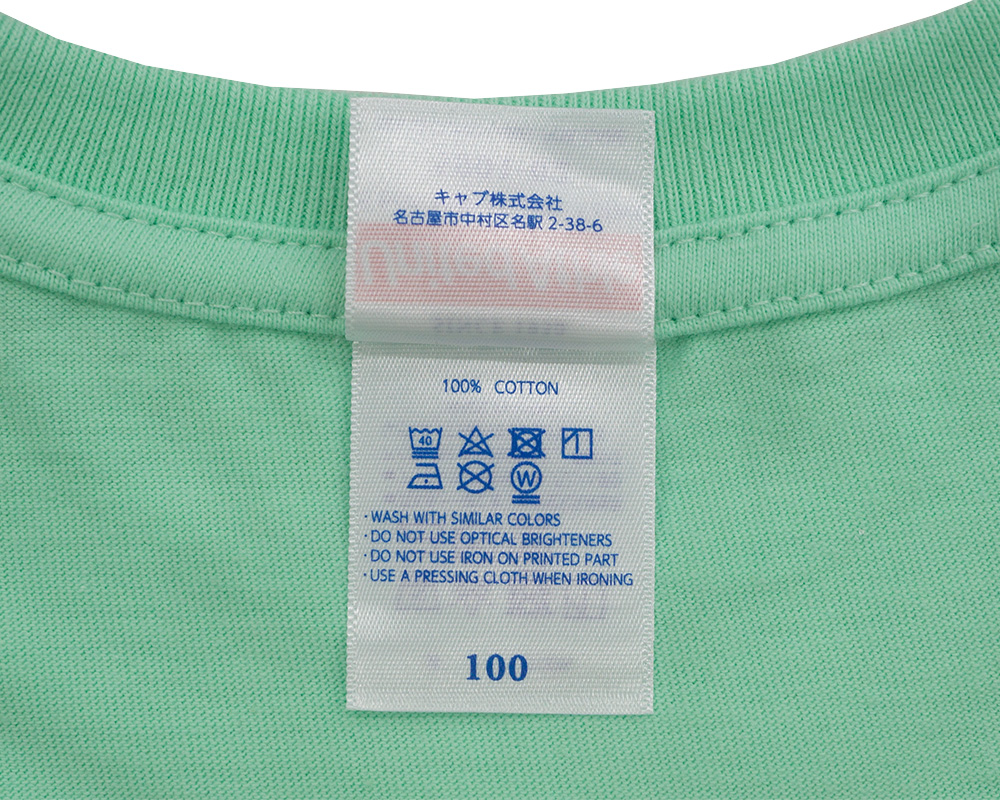 キャブ株式会社
名古屋市中村区名駅 2-38-6
100% COTTON
40
W
・WASH WITH SIMILAR COLORS
・DO NOT USE OPTICAL BRIGHTENERS
・DO NOT USE IRON ON PRINTED PART
・USE A PRESSING CLOTH WHEN IRONING
100